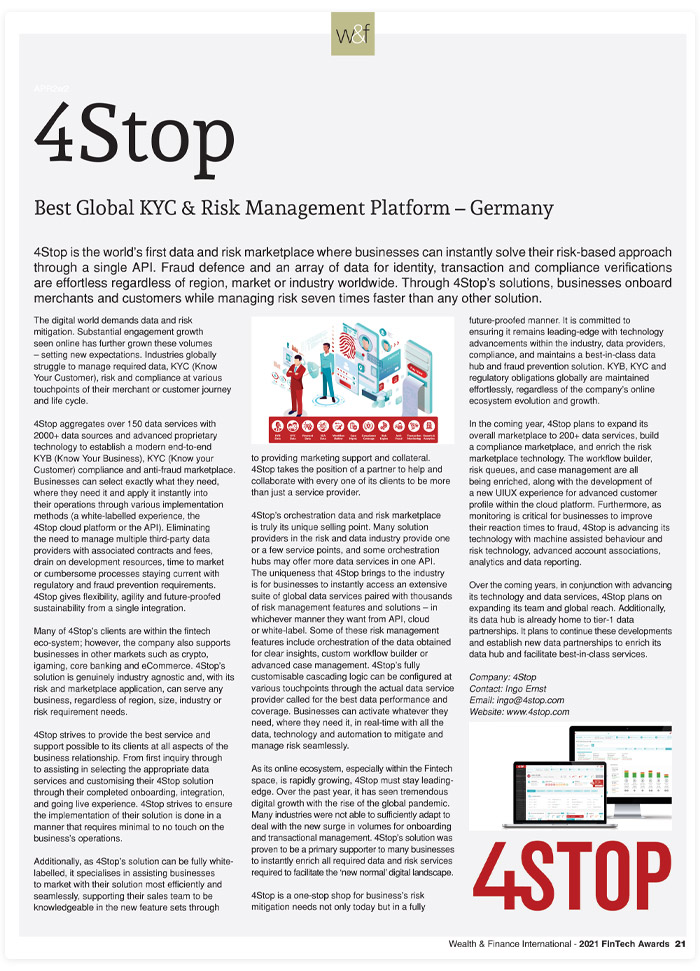 w&f
APR21
4Stop
Best Global KYC & Risk Management Platform – Germany
4Stop is the world's first data and risk marketplace where businesses can instantly solve their risk-based approach
through a single API. Fraud defence and an array of data for identity, transaction and compliance verifications
are effortless regardless of region, market or industry worldwide. Through 4Stop's solutions, businesses onboard
merchants and customers while managing risk seven times faster than any other solution.
The digital world demands data and risk
mitigation. Substantial engagement growth
seen online has further grown these volumes
– setting new expectations. Industries globally
struggle to manage required data, KYC (Know
Your Customer), risk and compliance at various
touchpoints of their merchant or customer journey
and life cycle.
4Stop aggregates over 150 data services with
2000+ data sources and advanced proprietary
technology to establish a modern end-to-end
KYB (Know Your Business), KYC (Know your
Customer) compliance and anti-fraud marketplace.
Businesses can select exactly what they need,
where they need it and apply it instantly into
their operations through various implementation
methods (a white-labelled experience, the
4Stop cloud platform or the API). Eliminating
the need to manage multiple third-party data
providers with associated contracts and fees,
drain on development resources, time to market
or cumbersome processes staying current with
regulatory and fraud prevention requirements.
4Stop gives flexibility, agility and future-proofed
sustainability from a single integration.
Many of 4Stop's clients are within the fintech
eco-system; however, the company also supports
businesses in other markets such as crypto,
igaming, core banking and eCommerce. 4Stop's
solution is genuinely industry agnostic and, with its
risk and marketplace application, can serve any
business, regardless of region, size, industry or
risk requirement needs.
4Stop strives to provide the best service and
support possible to its clients at all aspects of the
business relationship. From first inquiry through
to assisting in selecting the appropriate data
services and customising their 4Stop solution
through their completed onboarding, integration,
and going live experience. 4Stop strives to ensure
the implementation of their solution is done in a
manner that requires minimal to no touch on the
business's operations.
Additionally, as 4Stop's solution can be fully white-
labelled, it specialises in assisting businesses
to market with their solution most efficiently and
seamlessly, supporting their sales team to be
knowledgeable in the new feature sets through
to providing marketing support and collateral.
4Stop takes the position of a partner to help and
collaborate with every one of its clients to be more
than just a service provider.
4Stop's orchestration data and risk marketplace
is truly its unique selling point. Many solution
providers in the risk and data industry provide one
or a few service points, and some orchestration
hubs may offer more data services in one API.
The uniqueness that 4Stop brings to the industry
is for businesses to instantly access an extensive
suite of global data services paired with thousands
of risk management features and solutions – in
whichever manner they want from API, cloud
or white-label. Some of these risk management
features include orchestration of the data obtained
for clear insights, custom workflow builder or
advanced case management. 4Stop's fully
customisable cascading logic can be configured at
various touchpoints through the actual data service
provider called for the best data performance and
coverage. Businesses can activate whatever they
need, where they need it, in real-time with all the
data, technology and automation to mitigate and
manage risk seamlessly.
As its online ecosystem, especially within the Fintech
space, is rapidly growing, 4Stop must stay leading-
edge. Over the past year, it has seen tremendous
digital growth with the rise of the global pandemic.
Many industries were not able to sufficiently adapt to
deal with the new surge in volumes for onboarding
and transactional management. 4Stop's solution was
proven to be a primary supporter to many businesses
to instantly enrich all required data and risk services
required to facilitate the 'new normal' digital landscape.
4Stop is a one-stop shop for business's risk
mitigation needs not only today but in a fully
future-proofed manner. It is committed to
ensuring it remains leading-edge with technology
advancements within the industry, data providers,
compliance, and maintains a best-in-class data
hub and fraud prevention solution. KYB, KYC and
regulatory obligations globally are maintained
effortlessly, regardless of the company's online
ecosystem evolution and growth.
In the coming year, 4Stop plans to expand its
overall marketplace to 200+ data services, build
a compliance marketplace, and enrich the risk
marketplace technology. The workflow builder,
risk queues, and case management are all
being enriched, along with the development of
a new UIUX experience for advanced customer
profile within the cloud platform. Furthermore, as
monitoring is critical for businesses to improve
their reaction times to fraud, 4Stop is advancing its
technology with machine assisted behaviour and
risk technology, advanced account associations,
analytics and data reporting.
Over the coming years, in conjunction with advancing
its technology and data services, 4Stop plans on
expanding its team and global reach. Additionally,
its data hub is already home to tier-1 data
partnerships. It plans to continue these developments
and establish new data partnerships to enrich its
data hub and facilitate best-in-class services.
Company: 4Stop
Contact: Ingo Ernst
Email: ingo@4stop.com
Website: www.4stop.com
4STOP
Wealth & Finance International - 2021 FinTech Awards 21